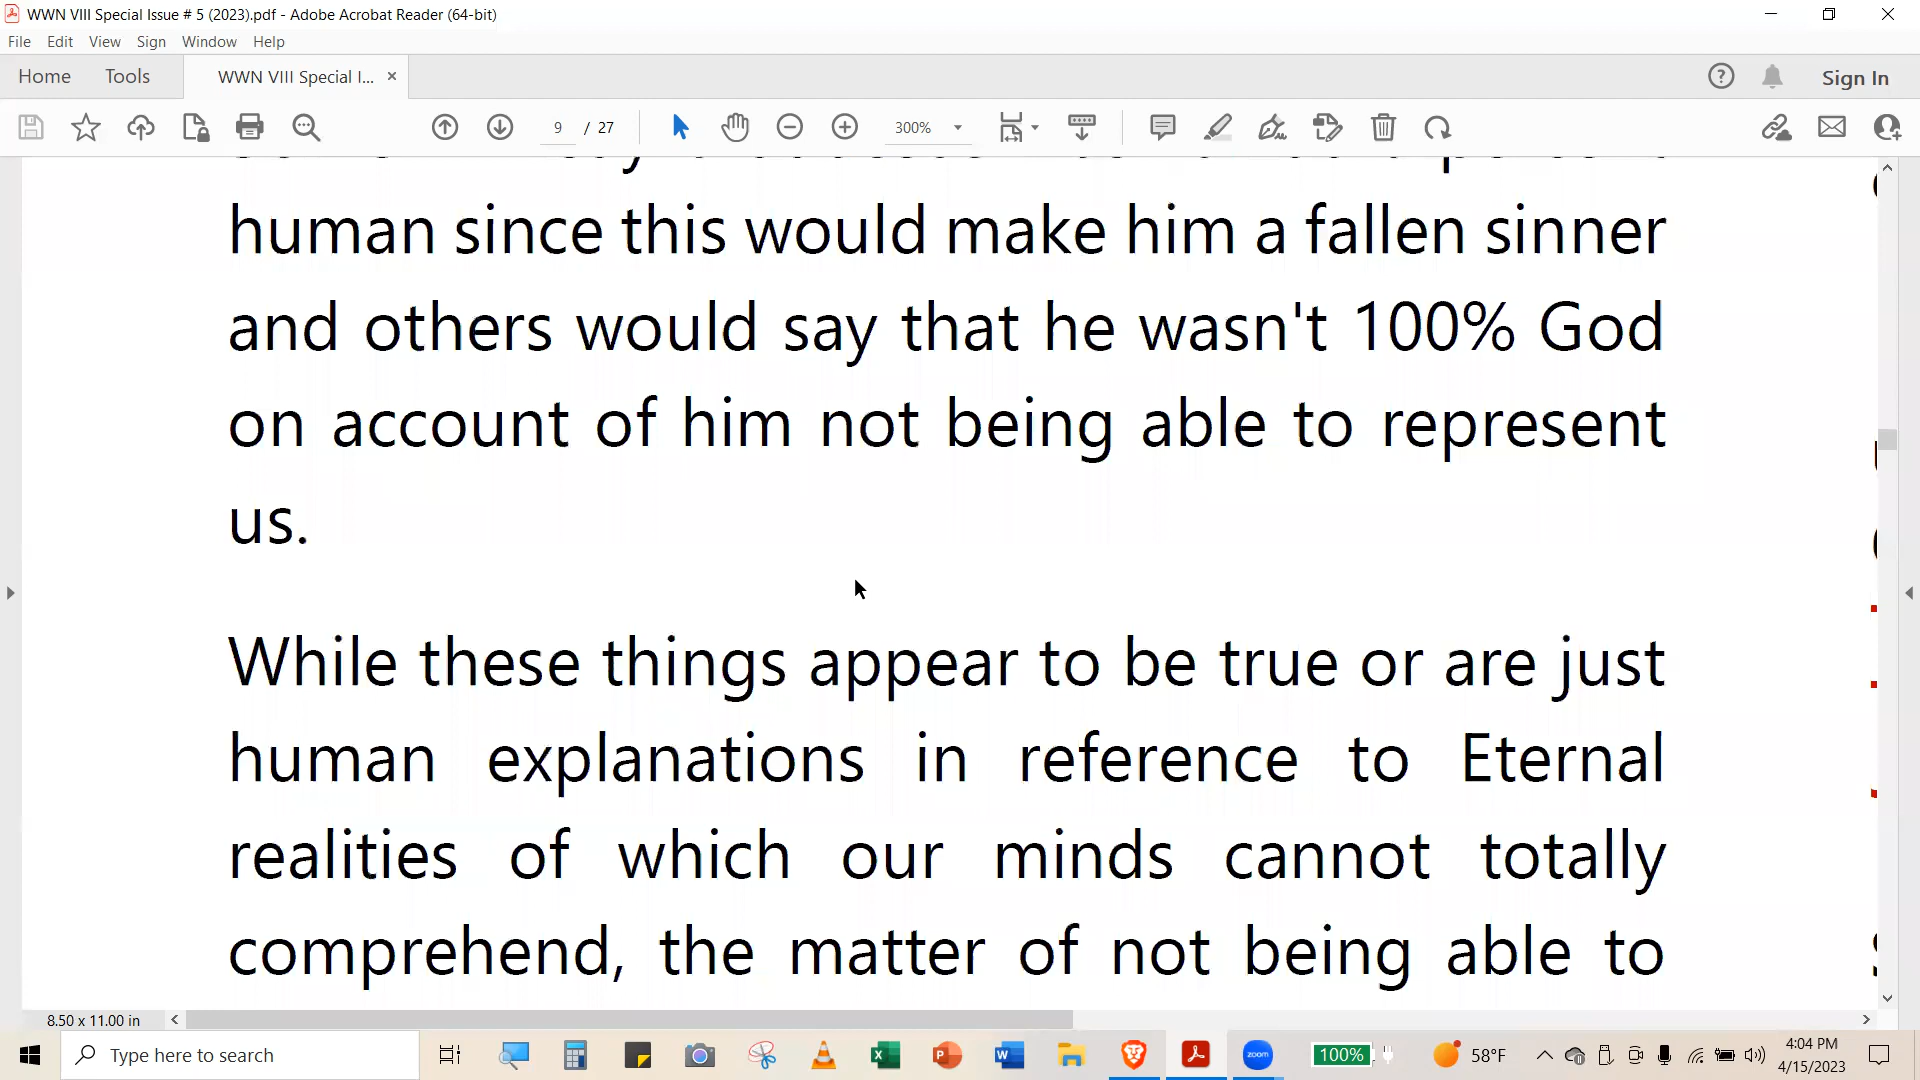 WWN VIII Special Issue # 5 (2023).pdf - Adobe Acrobat Reader (64-bit)
File Edit View Sign Window Help
Home Tools WWN VIII Special I... × Sign In
9 / 27 300%
human since this would make him a fallen sinner
and others would say that he wasn't 100% God
on account of him not being able to represent
us.
While these things appear to be true or are just
human explanations in reference to Eternal
realities of which our minds cannot totally
comprehend, the matter of not being able to
8.50 x 11.00 in
Type here to search zoom 100% 58°F 4:04 PM
4/15/2023